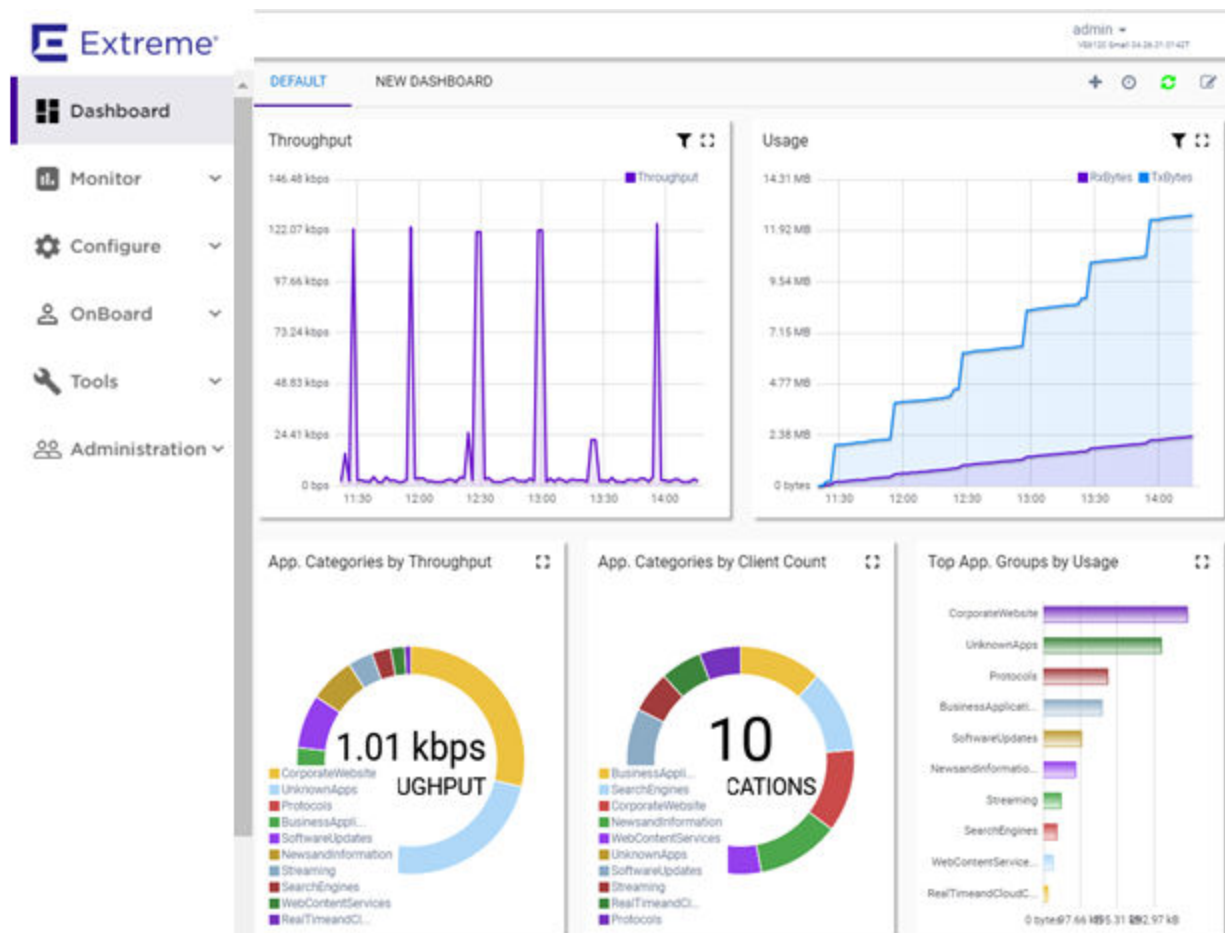 Extreme
admin
DEFAULT NEW DASHBOARD
Dashboard
Monitor
Configure
OnBoard
Tools
Administration
Throughput
Throughput
146.48 kbps
122.07 kbps
97.66 kbps
73.24 kbps
48.83 kbps
24.41 kbps
0 bps
11:30 12:00 12:30 13:00 13:30 14:00
Usage
RxBytes TxBytes
14.31 MB
11.92 MB
9.54 MB
7.15 MB
4.77 MB
2.38 MB
0 bytes
11:30 12:00 12:30 13:00 13:30 14:00
App. Categories by Throughput
1.01 kbps
UGHPUT
CorporateWebsite
UnknownApps
Protocols
BusinessAppli...
SoftwareUpdates
NewsandInformation
Streaming
SearchEngines
WebContentServices
RealTimeandCl...
App. Categories by Client Count
10
CATIONS
BusinessAppli...
SearchEngines
CorporateWebsite
NewsandInformation
WebContentServices
UnknownApps
SoftwareUpdates
Streaming
RealTimeandCl...
Protocols
Top App. Groups by Usage
CorporateWebsite
UnknownApps
Protocols
BusinessApplicati...
SoftwareUpdates
NewsandInformatio...
Streaming
SearchEngines
WebContentService...
RealTimeandCloudC...
0 bytes